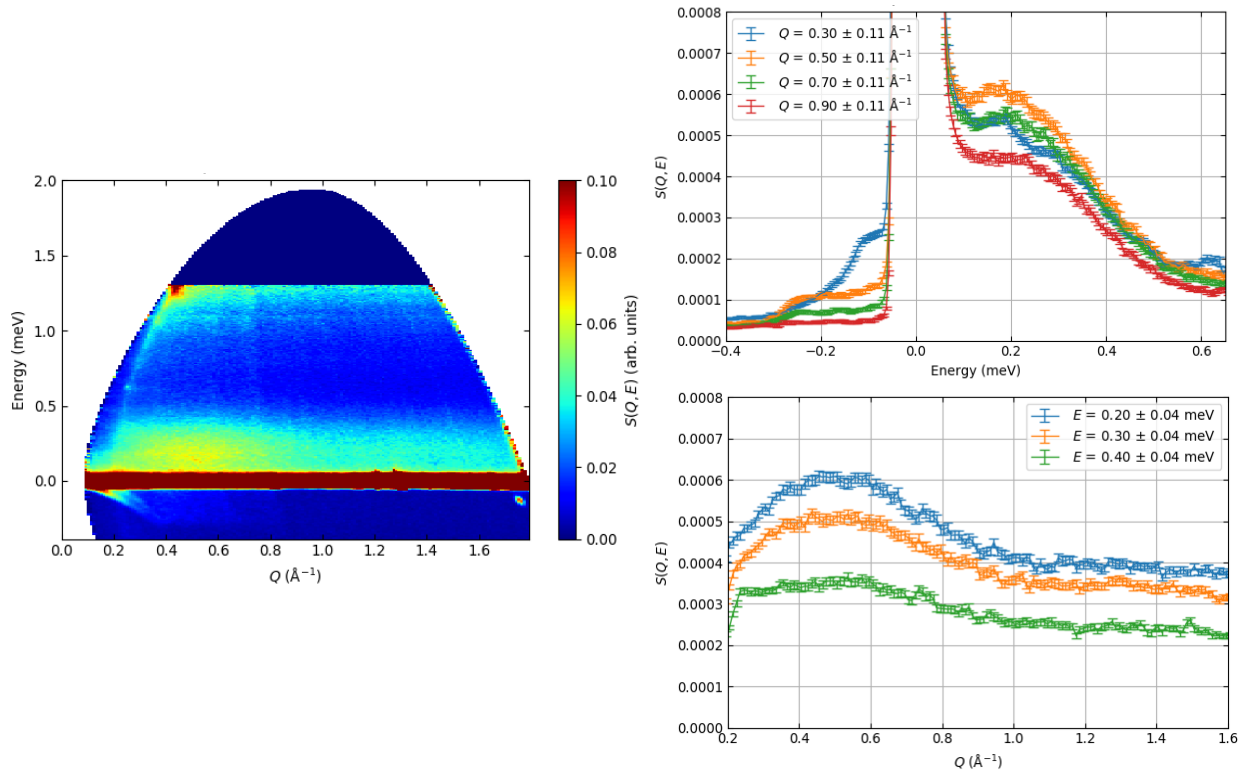 2.0
1.5
1.0
0.5
0.0
Energy (meV)
0.0 0.2 0.4 0.6 0.8 1.0 1.2 1.4 1.6
Q (Å⁻¹)
0.10
0.08
0.06
0.04
0.02
0.00
S(Q, E) (arb. units)
0.0008
0.0007
0.0006
0.0005
0.0004
0.0003
0.0002
0.0001
0.0000
S(Q, E)
Q = 0.30 ± 0.11 Å⁻¹
Q = 0.50 ± 0.11 Å⁻¹
Q = 0.70 ± 0.11 Å⁻¹
Q = 0.90 ± 0.11 Å⁻¹
−0.4 −0.2 0.0 0.2 0.4 0.6
Energy (meV)
0.0008
0.0007
0.0006
0.0005
0.0004
0.0003
0.0002
0.0001
0.0000
S(Q, E)
E = 0.20 ± 0.04 meV
E = 0.30 ± 0.04 meV
E = 0.40 ± 0.04 meV
0.2 0.4 0.6 0.8 1.0 1.2 1.4 1.6
Q (Å⁻¹)